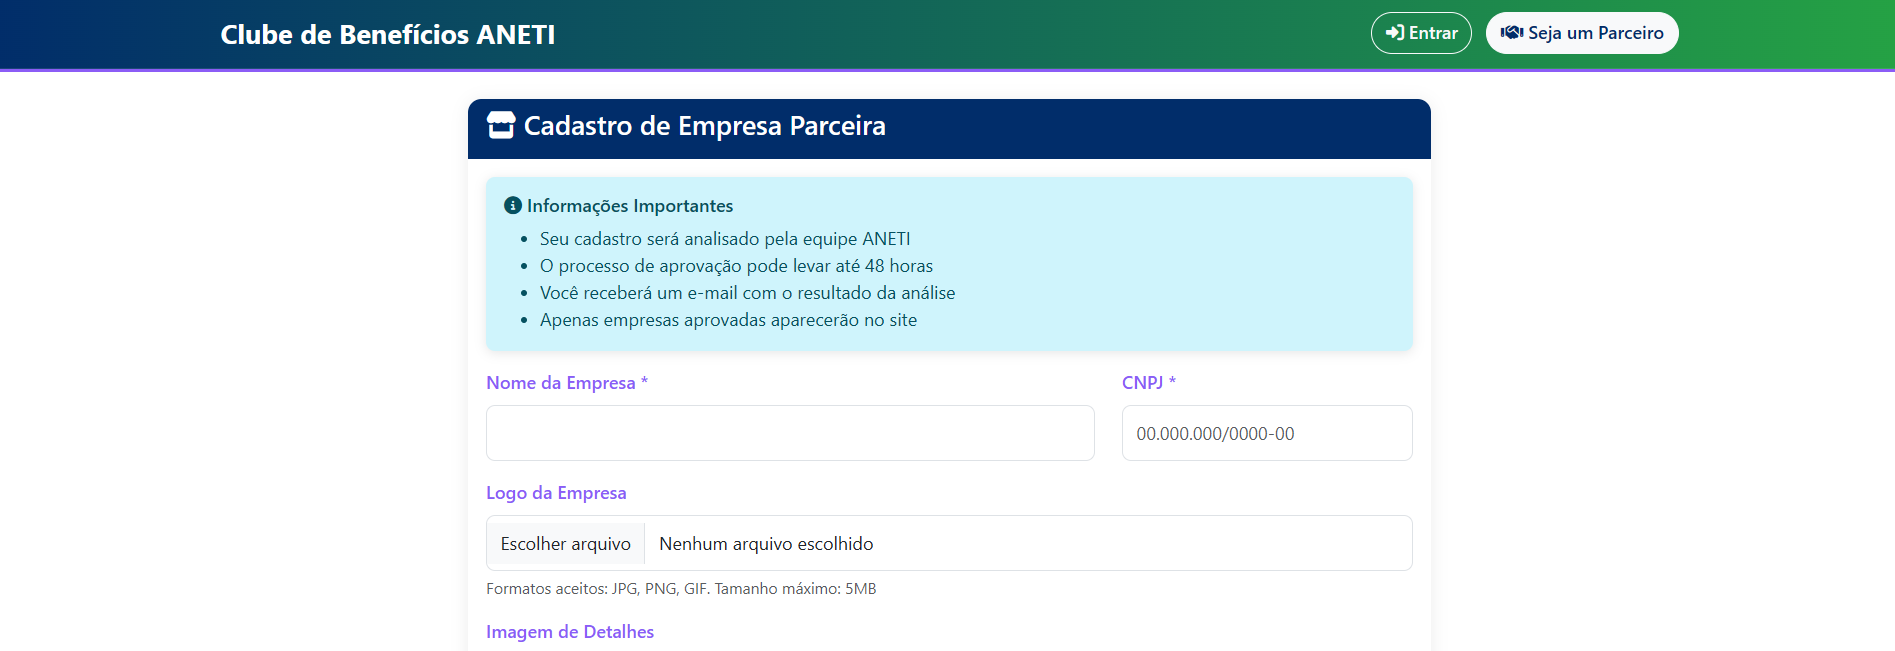 Clube de Benefícios ANETI
Entrar
Seja um Parceiro
Cadastro de Empresa Parceira
Informações Importantes
• Seu cadastro será analisado pela equipe ANETI
• O processo de aprovação pode levar até 48 horas
• Você receberá um e-mail com o resultado da análise
• Apenas empresas aprovadas aparecerão no site
Nome da Empresa *
CNPJ *
00.000.000/0000-00
Logo da Empresa
Escolher arquivo Nenhum arquivo escolhido
Formatos aceitos: JPG, PNG, GIF. Tamanho máximo: 5MB
Imagem de Detalhes